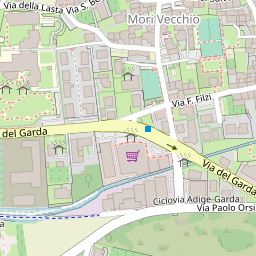 Via della Lasta
Via S. Be
Mori Vecchio
Via F. Filzi
del Garda
Via del Garda
Ciclovia Adige-Garda
Via Paolo Orsi